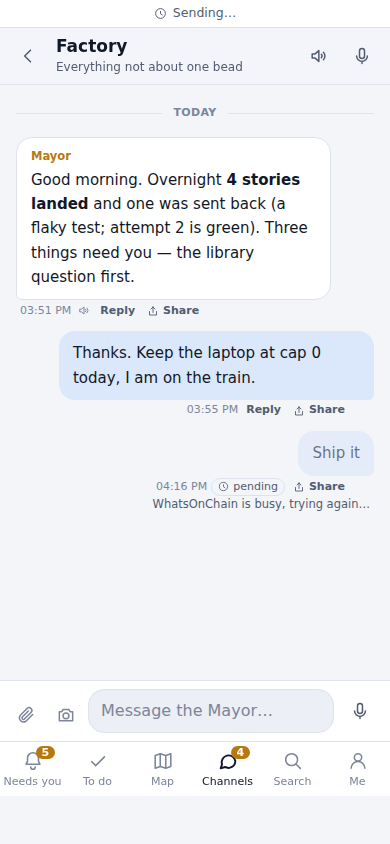 Sending…
Factory
Everything not about one bead
TODAY
Mayor
Good morning. Overnight 4 stories
landed and one was sent back (a
flaky test; attempt 2 is green). Three
things need you — the library
question first.
03:51 PM Reply Share
Thanks. Keep the laptop at cap 0
today, I am on the train.
03:55 PM Reply Share
Ship it
04:16 PM pending Share
WhatsOnChain is busy, trying again…
Message the Mayor…
5 4
Needs you To do Map Channels Search Me